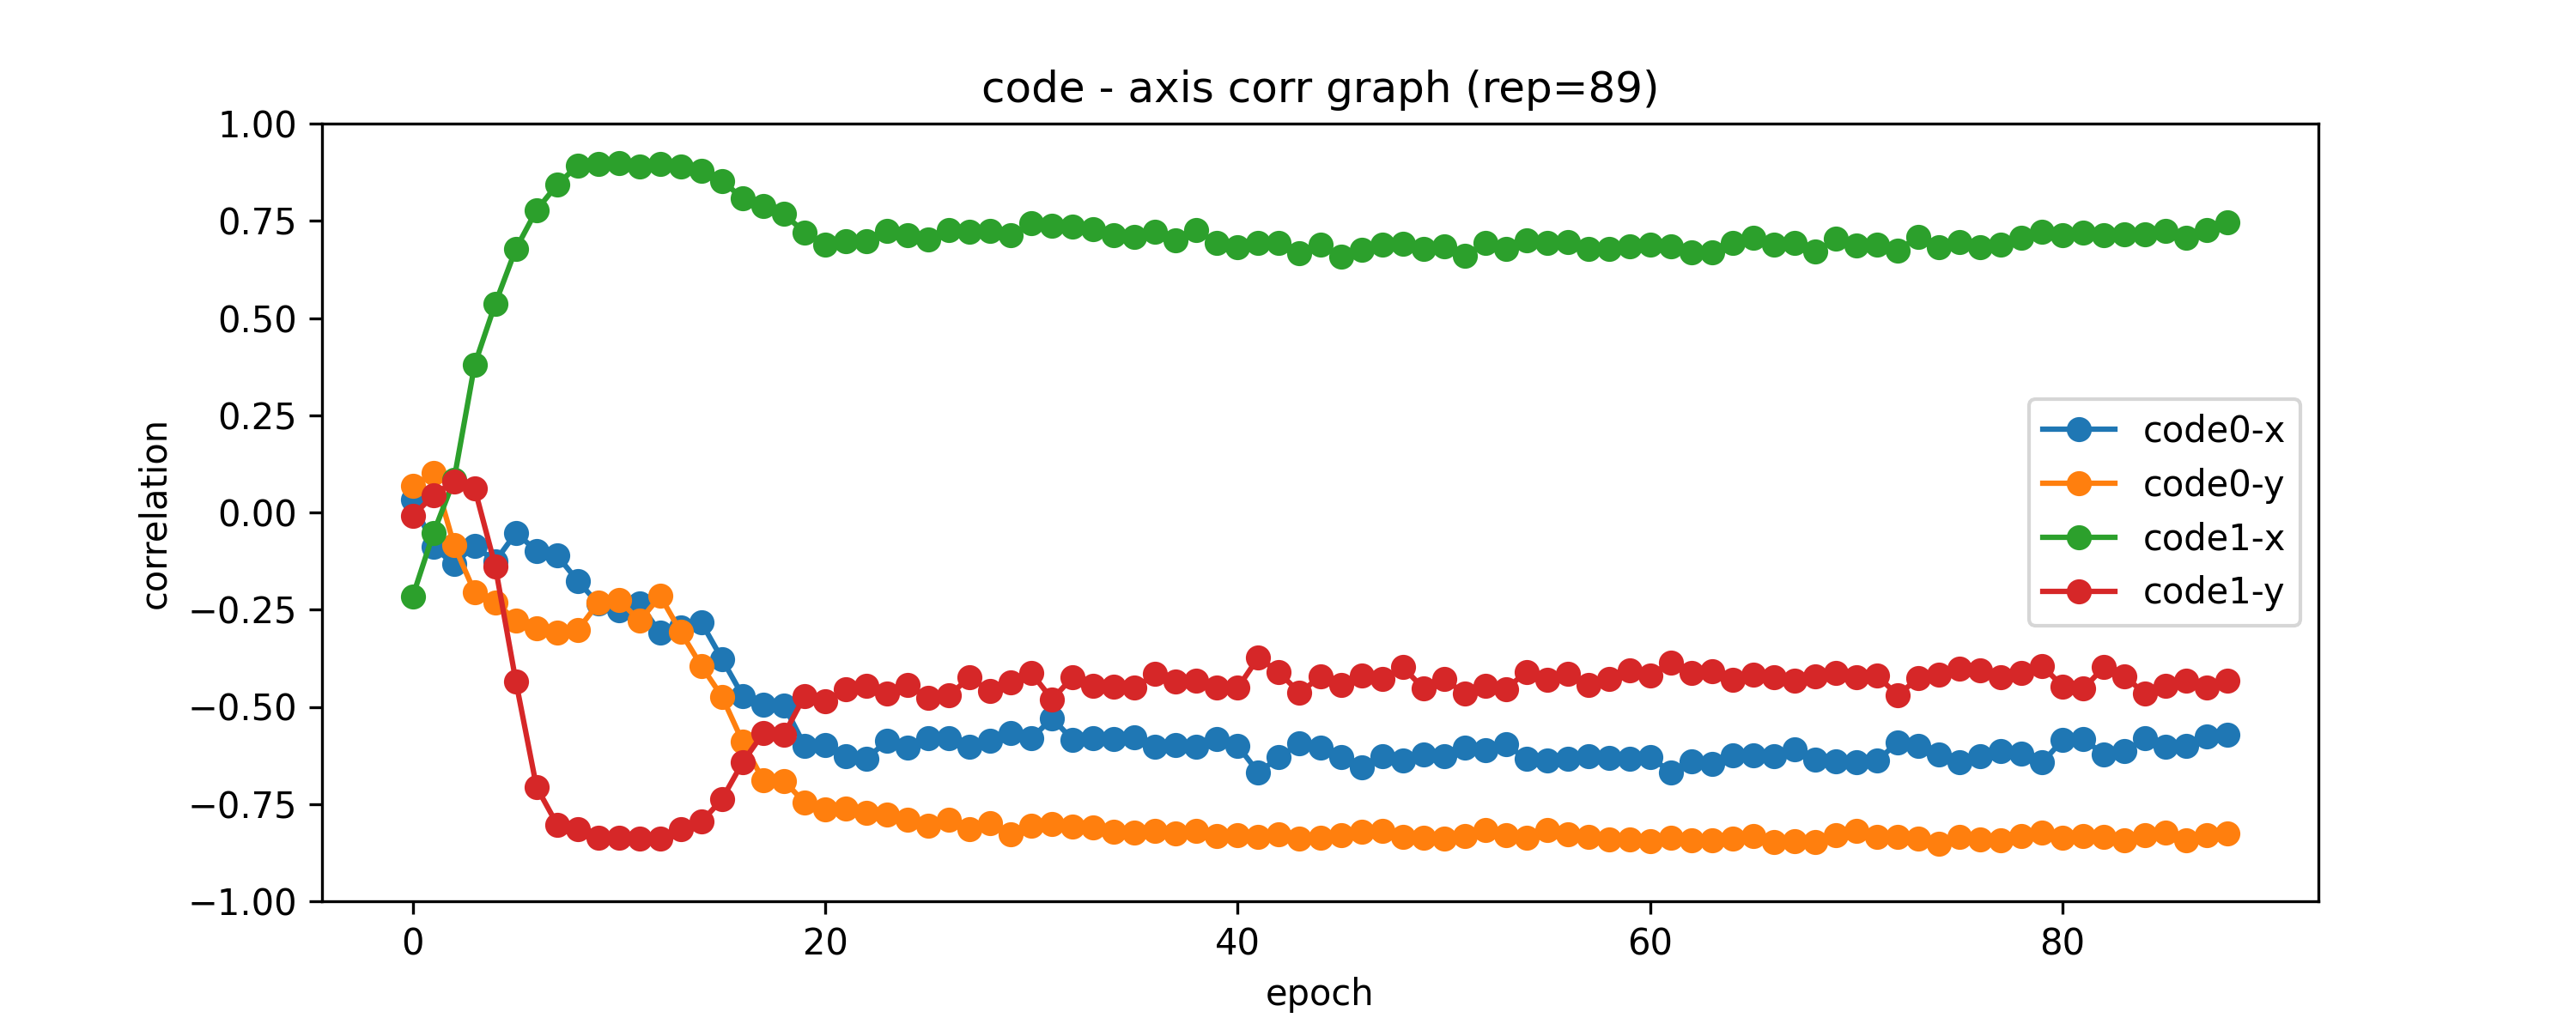 code - axis corr graph (rep=89)
1.00
0.75
0.50
0.25
0.00
−0.25
−0.50
−0.75
−1.00
correlation
code0-x
code0-y
code1-x
code1-y
0 20 40 60 80
epoch